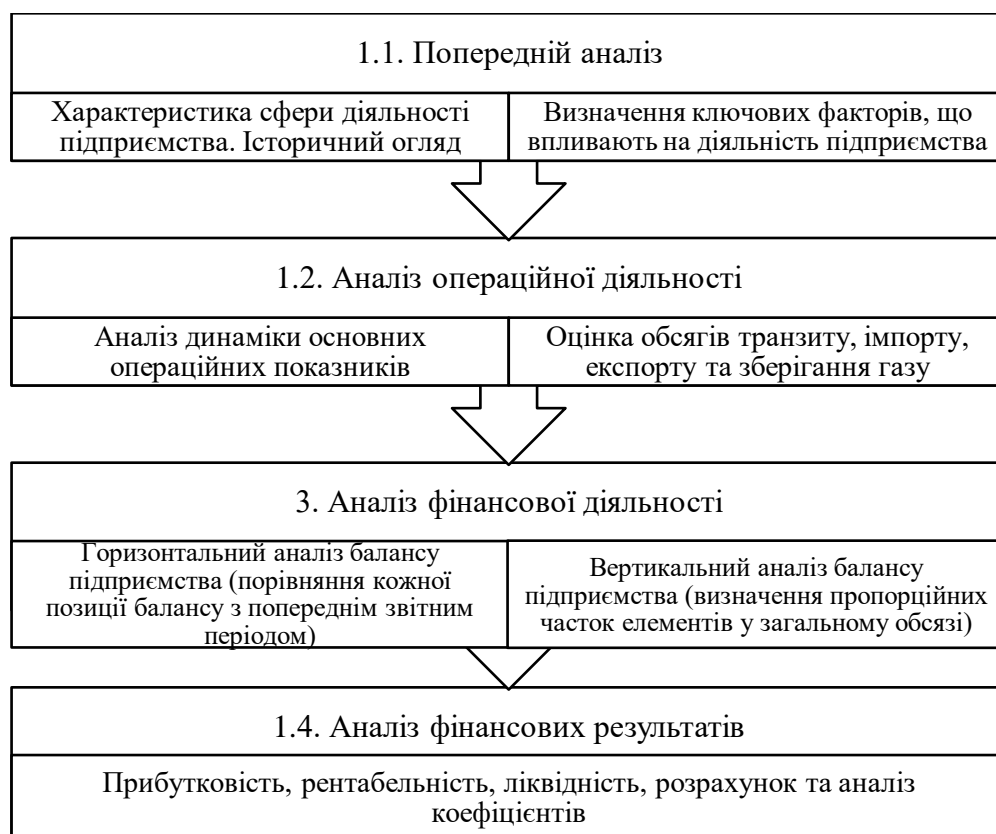 1.1. Попередній аналіз
Характеристика сфери діяльності
підприємства. Історичний огляд
Визначення ключових факторів, що
впливають на діяльність підприємства
1.2. Аналіз операційної діяльності
Аналіз динаміки основних
операційних показників
Оцінка обсягів транзиту, імпорту,
експорту та зберігання газу
3. Аналіз фінансової діяльності
Горизонтальний аналіз балансу
підприємства (порівняння кожної
позиції балансу з попереднім звітним
періодом)
Вертикальний аналіз балансу
підприємства (визначення пропорційних
часток елементів у загальному обсязі)
1.4. Аналіз фінансових результатів
Прибутковість, рентабельність, ліквідність, розрахунок та аналіз
коефіцієнтів